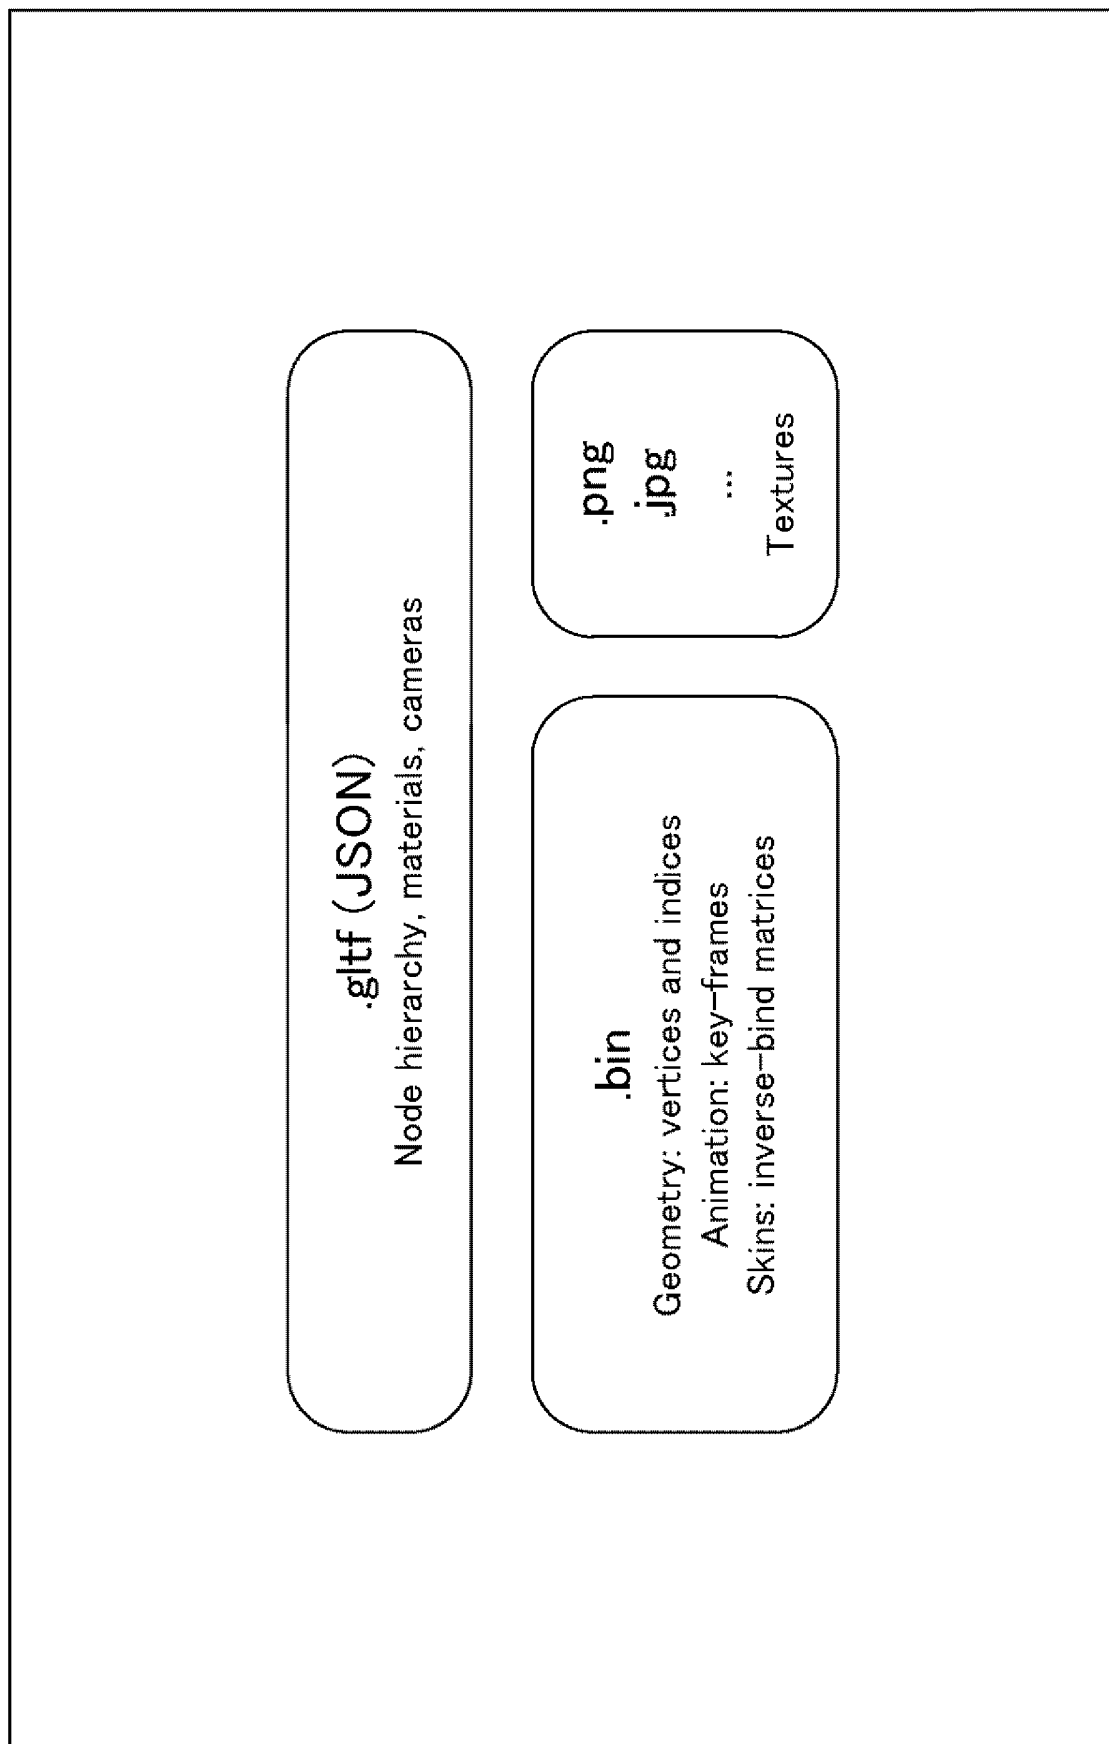 .gltf (JSON)
Node hierarchy, materials, cameras
.bin
Geometry: vertices and indices
Animation: key-frames
Skins: inverse-bind matrices
.png
.jpg
...
Textures